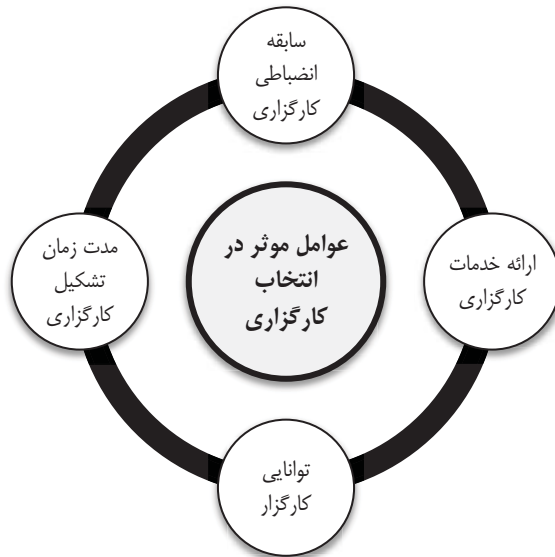 سابقه
انضباطی
کارگزاری
عوامل موثر در
انتخاب
کارگزاری
ارائه خدمات
کارگزاری
مدت زمان
تشکیل
کارگزاری
توانایی
کارگزار